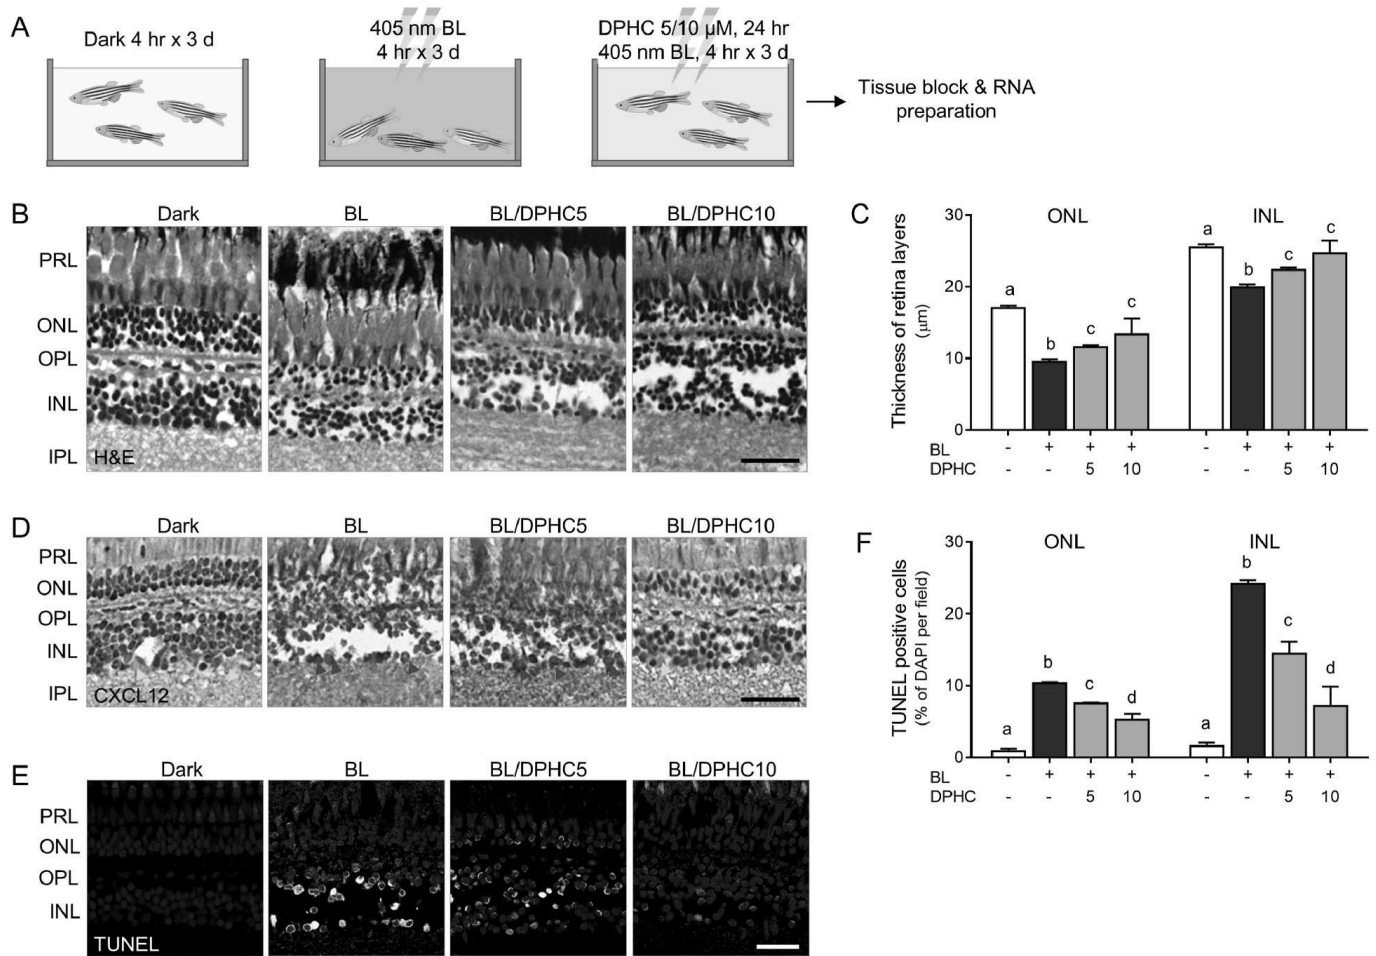 A
Dark 4 hr x 3 d
405 nm BL
4 hr x 3 d
DPHC 5/10 µM, 24 hr
405 nm BL, 4 hr x 3 d
Tissue block & RNA
preparation
B
Dark BL BL/DPHC5 BL/DPHC10
PRL
ONL
OPL
INL
IPL
H&E
C
ONL INL
Thickness of retina layers
(µm)
30
20
10
0
a b c c a b c c
BL - + + + - + + +
DPHC - - 5 10 - - 5 10
D
Dark BL BL/DPHC5 BL/DPHC10
PRL
ONL
OPL
INL
IPL
CXCL12
E
Dark BL BL/DPHC5 BL/DPHC10
PRL
ONL
OPL
INL
TUNEL
F
ONL INL
TUNEL positive cells
(% of DAPI per field)
30
20
10
0
a b c d a b c d
BL - + + + - + + +
DPHC - - 5 10 - - 5 10